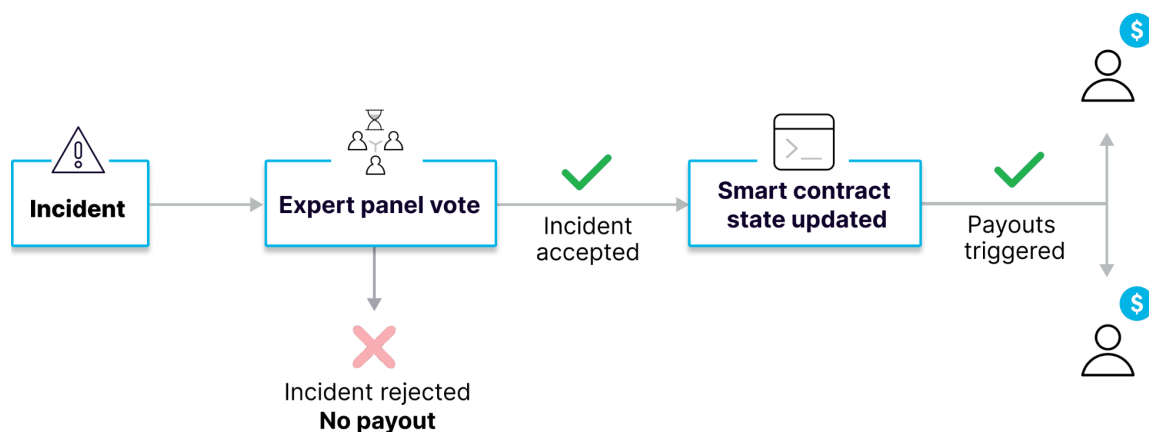 $
Incident
Expert panel vote
Incident
accepted
>_
Smart contract
state updated
Payouts
triggered
$
Incident rejected
No payout